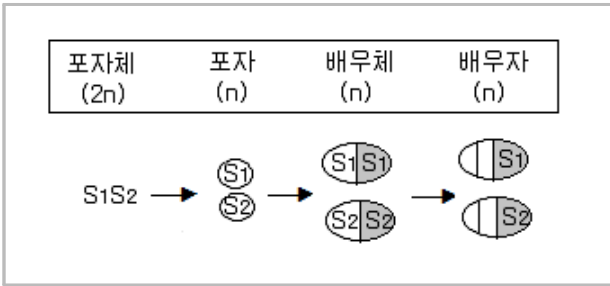 포자체 포자 배우체 배우자
(2n) (n) (n) (n)
S1 S1 S1 S1
S1S2
S2 S2 S2 S2